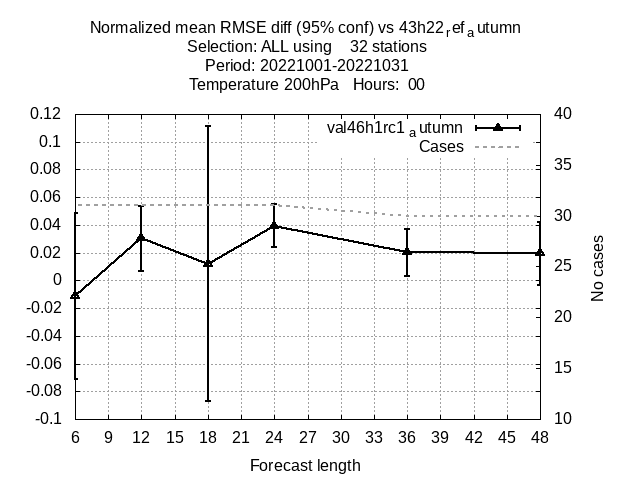 Normalized mean RMSE diff (95% conf) vs 43h22refautumn
Selection: ALL using 32 stations
Period: 20221001-20221031
Temperature 200hPa Hours: 00
val46h1rc1autumn
Cases
0.12
0.1
0.08
0.06
0.04
0.02
0
-0.02
-0.04
-0.06
-0.08
-0.1
40
35
30
25
20
15
10
No cases
6 9 12 15 18 21 24 27 30 33 36 39 42 45 48
Forecast length